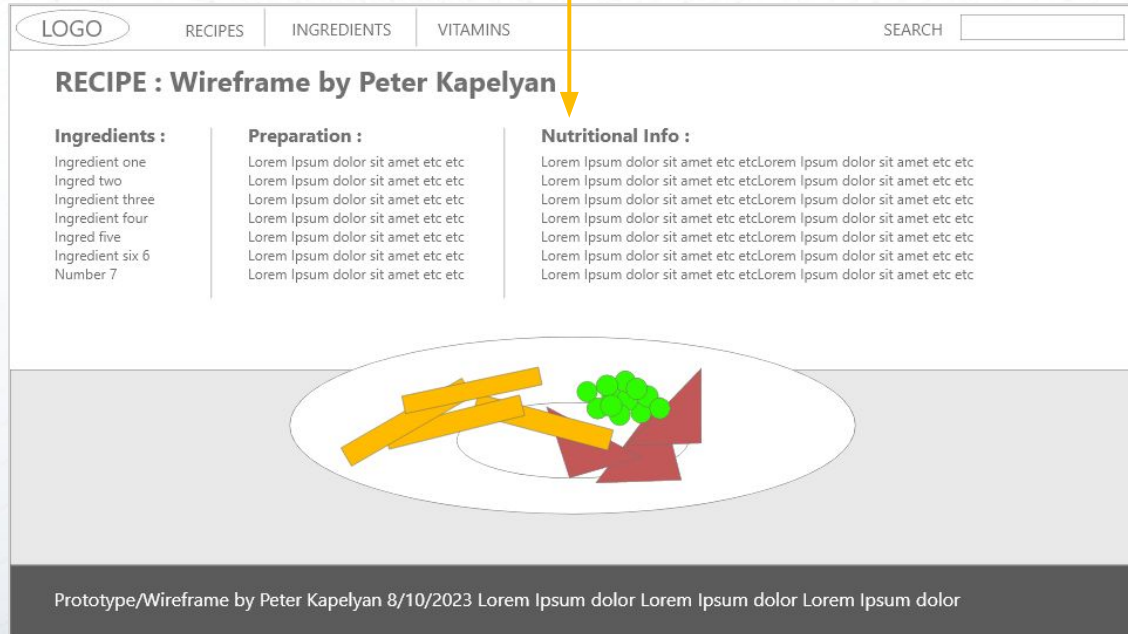 LOGO RECIPES INGREDIENTS VITAMINS SEARCH
RECIPE : Wireframe by Peter Kapelyan
Ingredients :
Ingredient one
Ingred two
Ingredient three
Ingredient four
Ingred five
Ingredient six 6
Number 7
Preparation :
Lorem Ipsum dolor sit amet etc etc
Lorem Ipsum dolor sit amet etc etc
Lorem Ipsum dolor sit amet etc etc
Lorem Ipsum dolor sit amet etc etc
Lorem Ipsum dolor sit amet etc etc
Lorem Ipsum dolor sit amet etc etc
Lorem Ipsum dolor sit amet etc etc
Nutritional Info :
Lorem Ipsum dolor sit amet etc etcLorem Ipsum dolor sit amet etc etc
Lorem Ipsum dolor sit amet etc etcLorem Ipsum dolor sit amet etc etc
Lorem Ipsum dolor sit amet etc etcLorem Ipsum dolor sit amet etc etc
Lorem Ipsum dolor sit amet etc etcLorem Ipsum dolor sit amet etc etc
Lorem Ipsum dolor sit amet etc etcLorem Ipsum dolor sit amet etc etc
Lorem Ipsum dolor sit amet etc etcLorem Ipsum dolor sit amet etc etc
Lorem Ipsum dolor sit amet etc etcLorem Ipsum dolor sit amet etc etc
Prototype/Wireframe by Peter Kapelyan 8/10/2023 Lorem Ipsum dolor Lorem Ipsum dolor Lorem Ipsum dolor